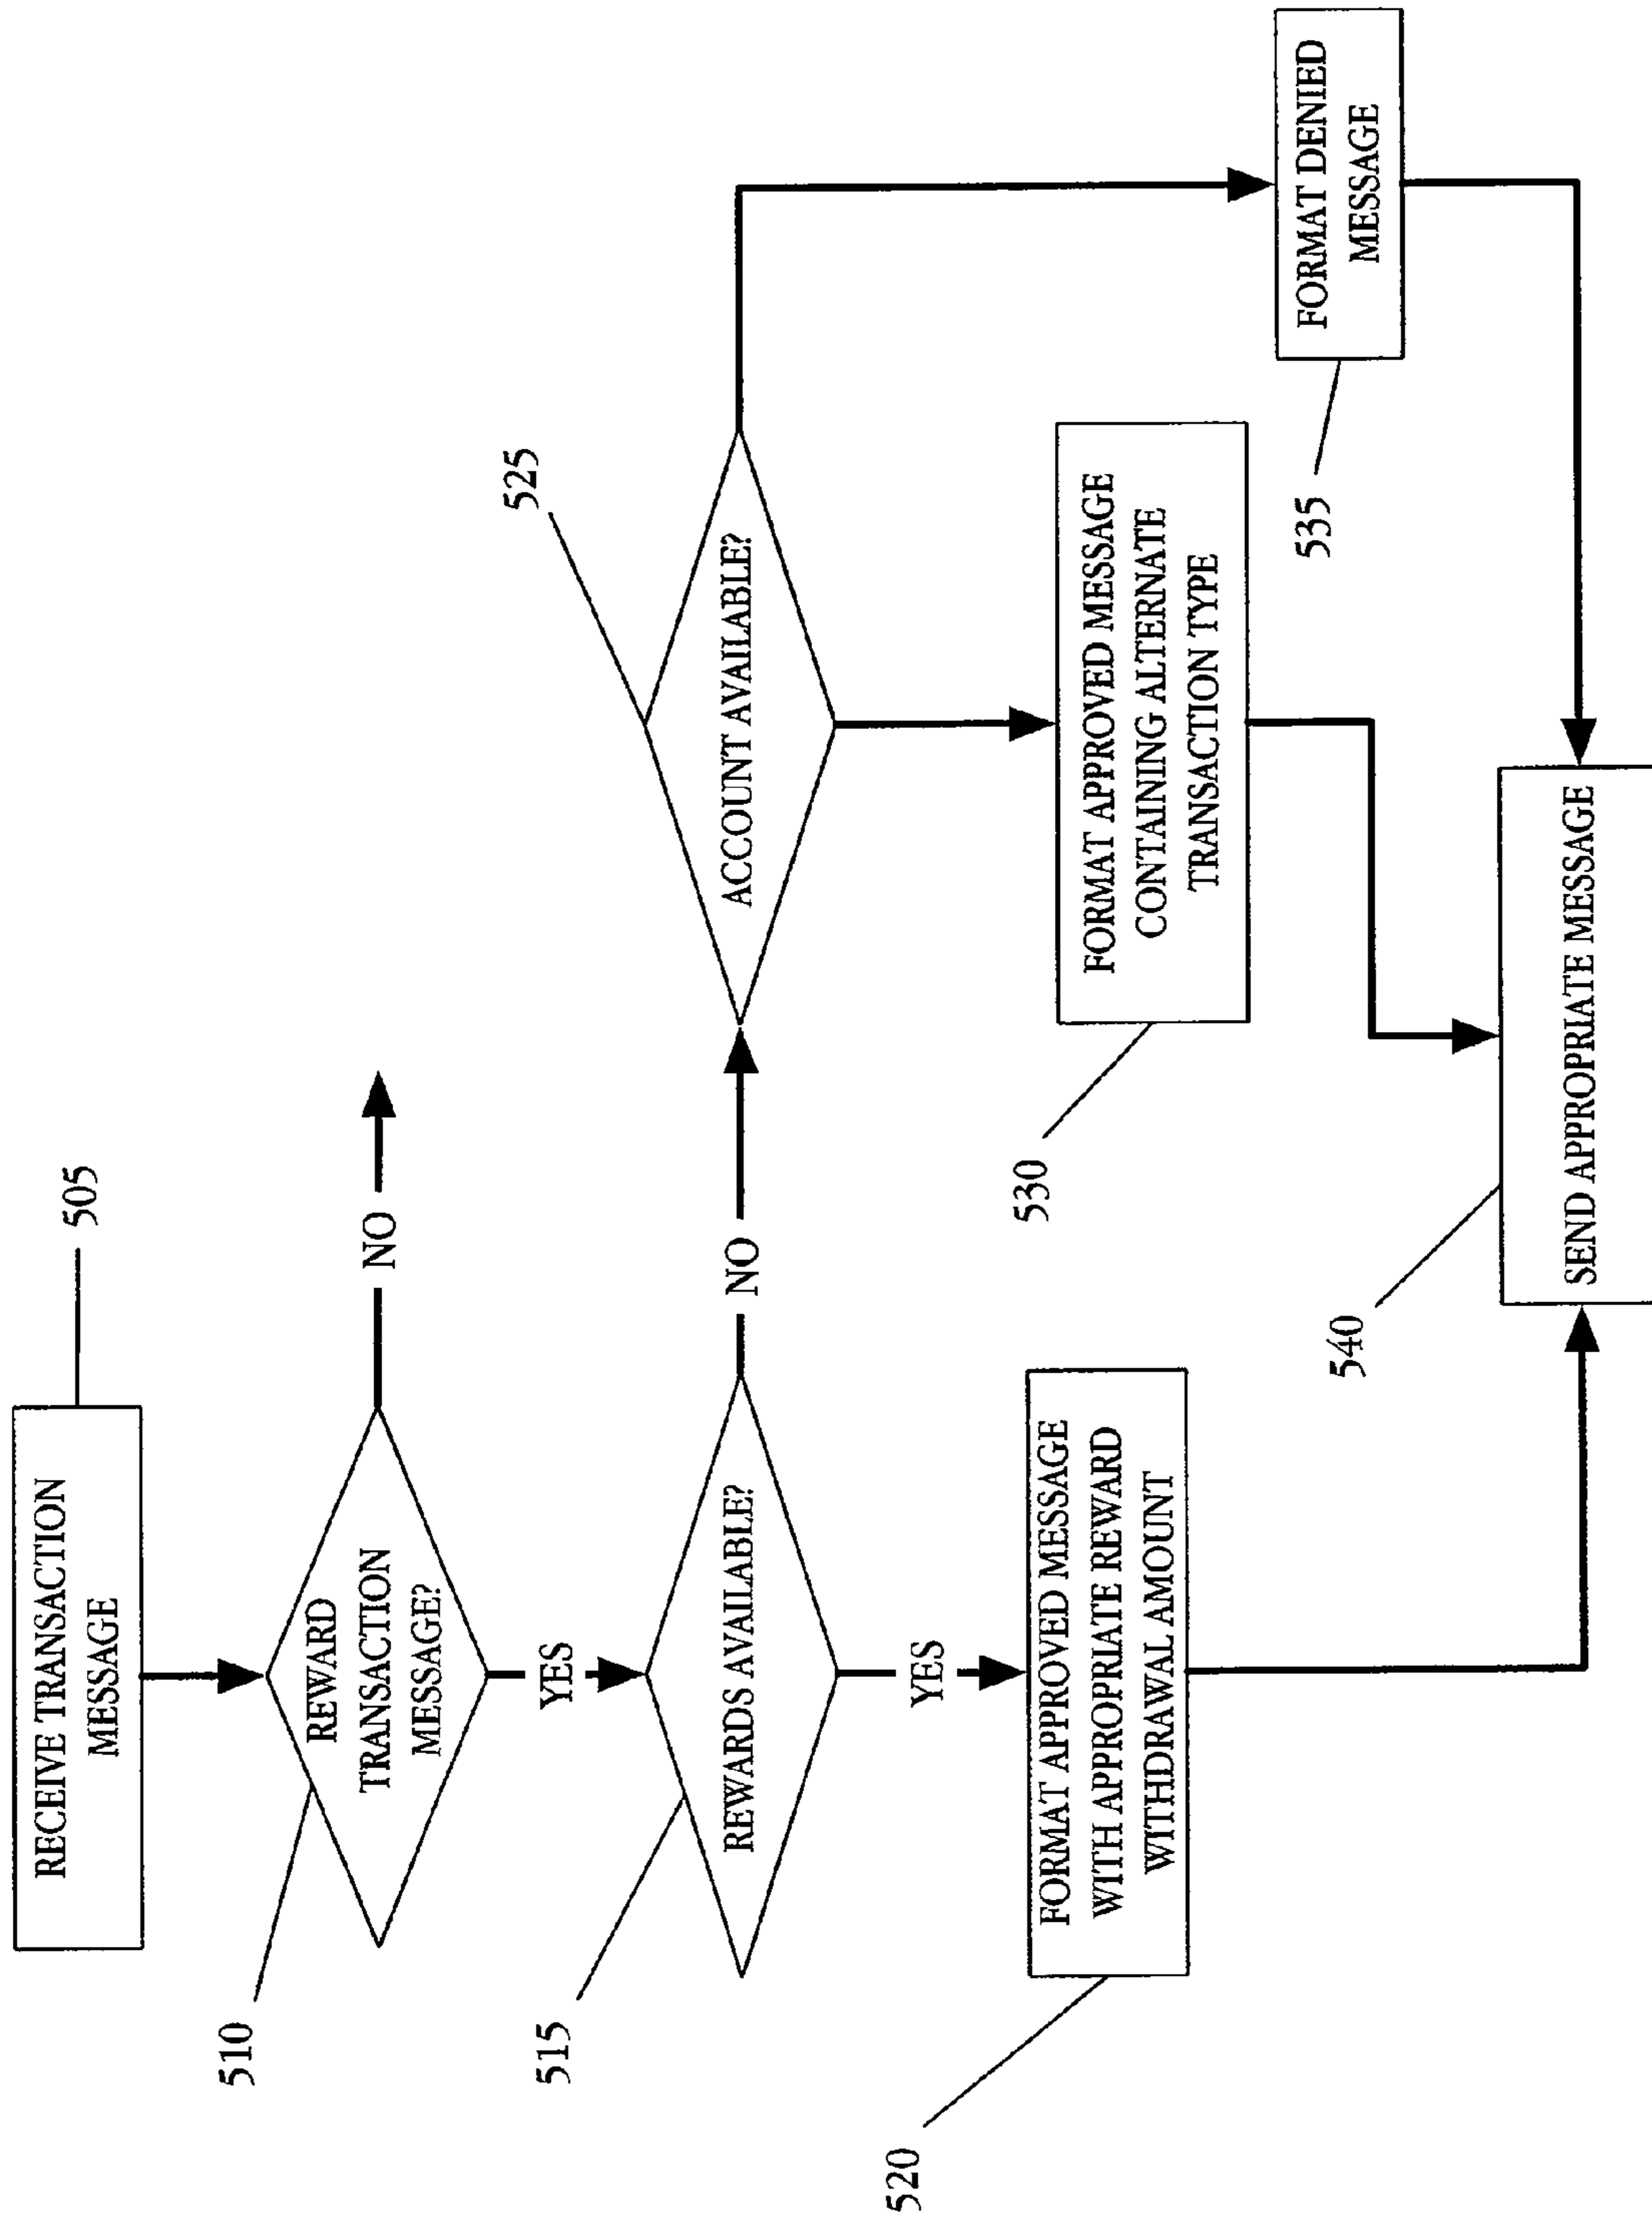 RECEIVE TRANSACTION
MESSAGE
505
REWARD
TRANSACTION
MESSAGE?
510
NO
YES
REWARDS AVAILABLE?
515
NO
ACCOUNT AVAILABLE?
525
YES
FORMAT APPROVED MESSAGE
WITH APPROPRIATE REWARD
WITHDRAWAL AMOUNT
520
FORMAT APPROVED MESSAGE
CONTAINING ALTERNATE
TRANSACTION TYPE
530
FORMAT DENIED
MESSAGE
535
SEND APPROPRIATE MESSAGE
540